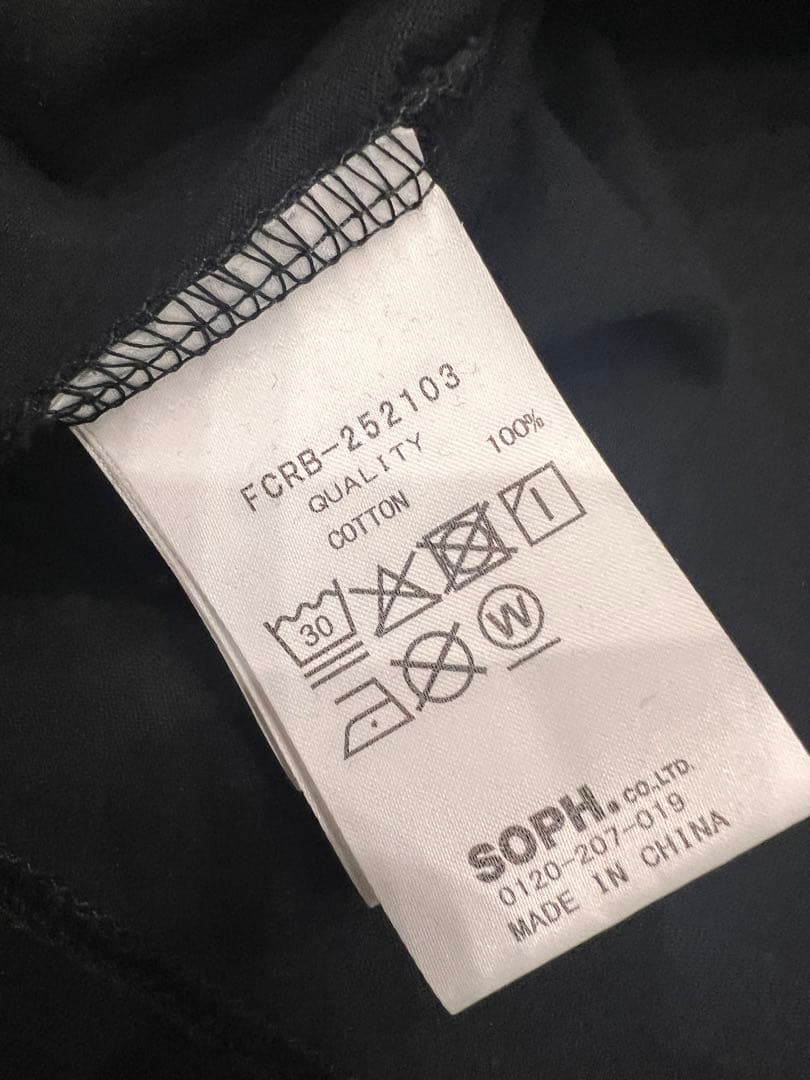 FCRB-252103
QUALITY
COTTON 100%
30
W
SOPH. CO.,LTD.
0120-207-019
MADE IN CHINA